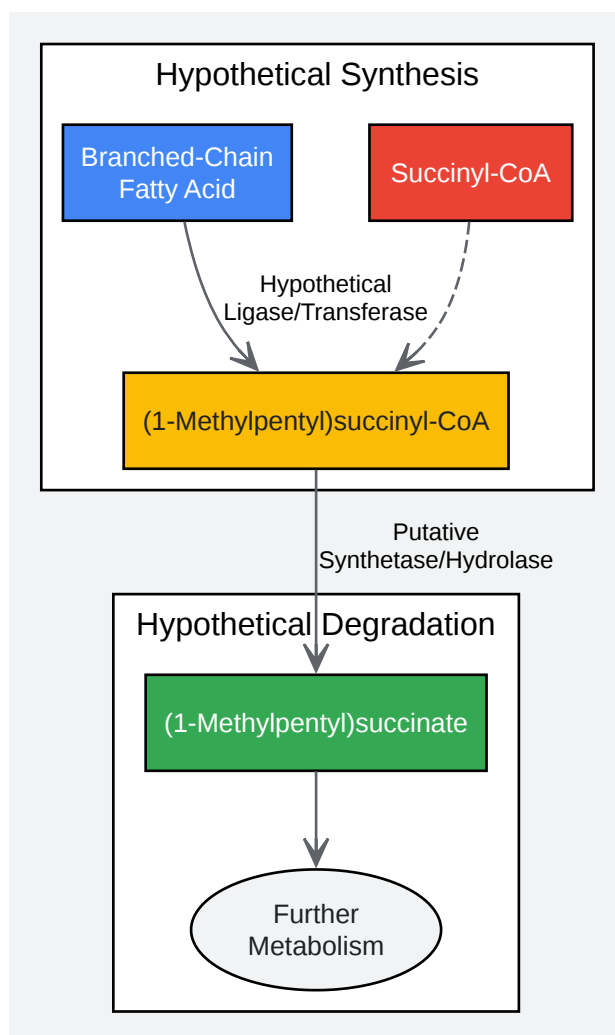 Hypothetical Synthesis
Branched-Chain
Fatty Acid
Succinyl-CoA
Hypothetical
Ligase/Transferase
(1-Methylpentyl)succinyl-CoA
Putative
Synthetase/Hydrolase
Hypothetical Degradation
(1-Methylpentyl)succinate
Further
Metabolism